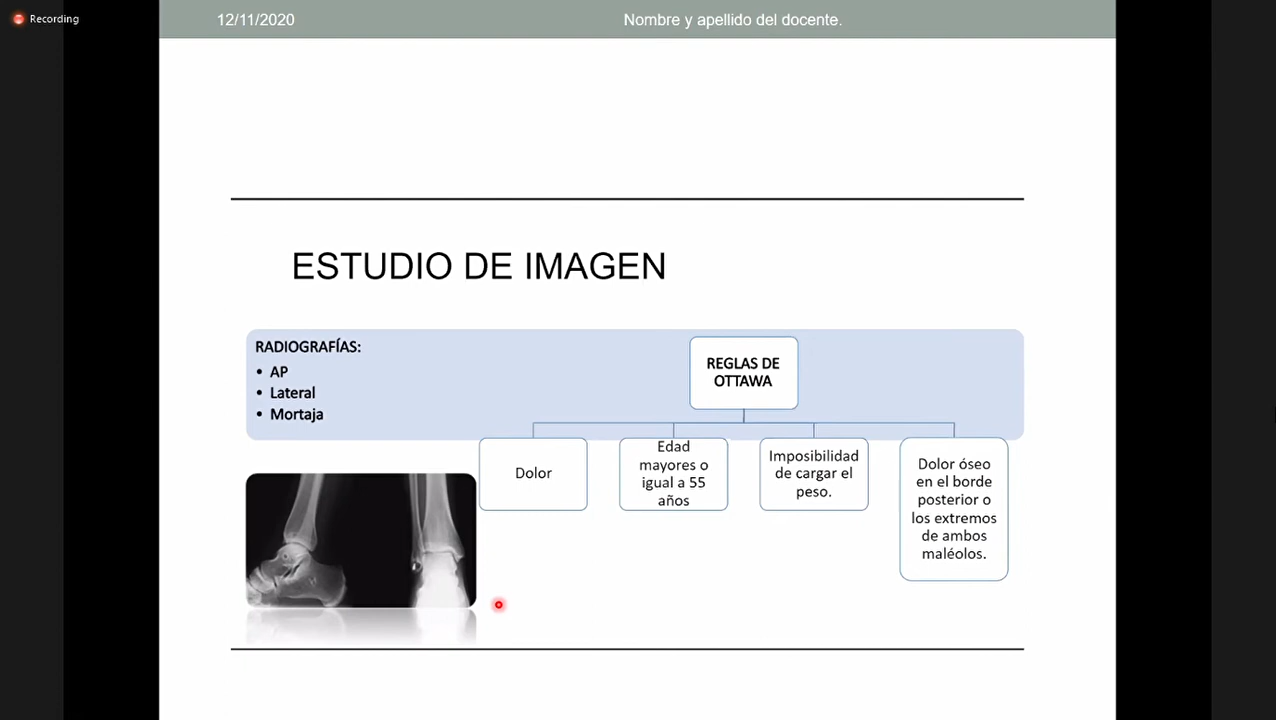 Recording
12/11/2020
Nombre y apellido del docente.
ESTUDIO DE IMAGEN
RADIOGRAFÍAS:
• AP
• Lateral
• Mortaja
REGLAS DE
OTTAWA
Dolor
Edad
mayores o
igual a 55
años
Imposibilidad
de cargar el
peso.
Dolor óseo
en el borde
posterior o
los extremos
de ambos
maléolos.